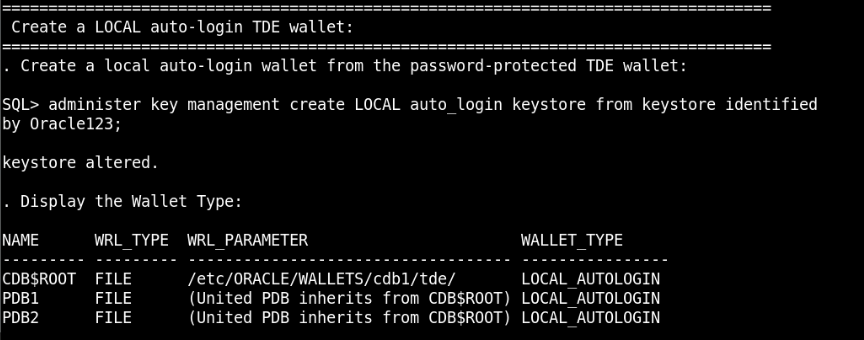 ===================================================================================
 Create a LOCAL auto-login TDE wallet:
===================================================================================
. Create a local auto-login wallet from the password-protected TDE wallet:
SQL> administer key management create LOCAL auto_login keystore from keystore identified
by Oracle123;
keystore altered.
. Display the Wallet Type:
NAME      WRL_TYPE  WRL_PARAMETER                       WALLET_TYPE
--------- --------- ----------------------------------- ----------------
CDB$ROOT  FILE      /etc/ORACLE/WALLETS/cdb1/tde/       LOCAL_AUTOLOGIN
PDB1      FILE      (United PDB inherits from CDB$ROOT) LOCAL_AUTOLOGIN
PDB2      FILE      (United PDB inherits from CDB$ROOT) LOCAL_AUTOLOGIN